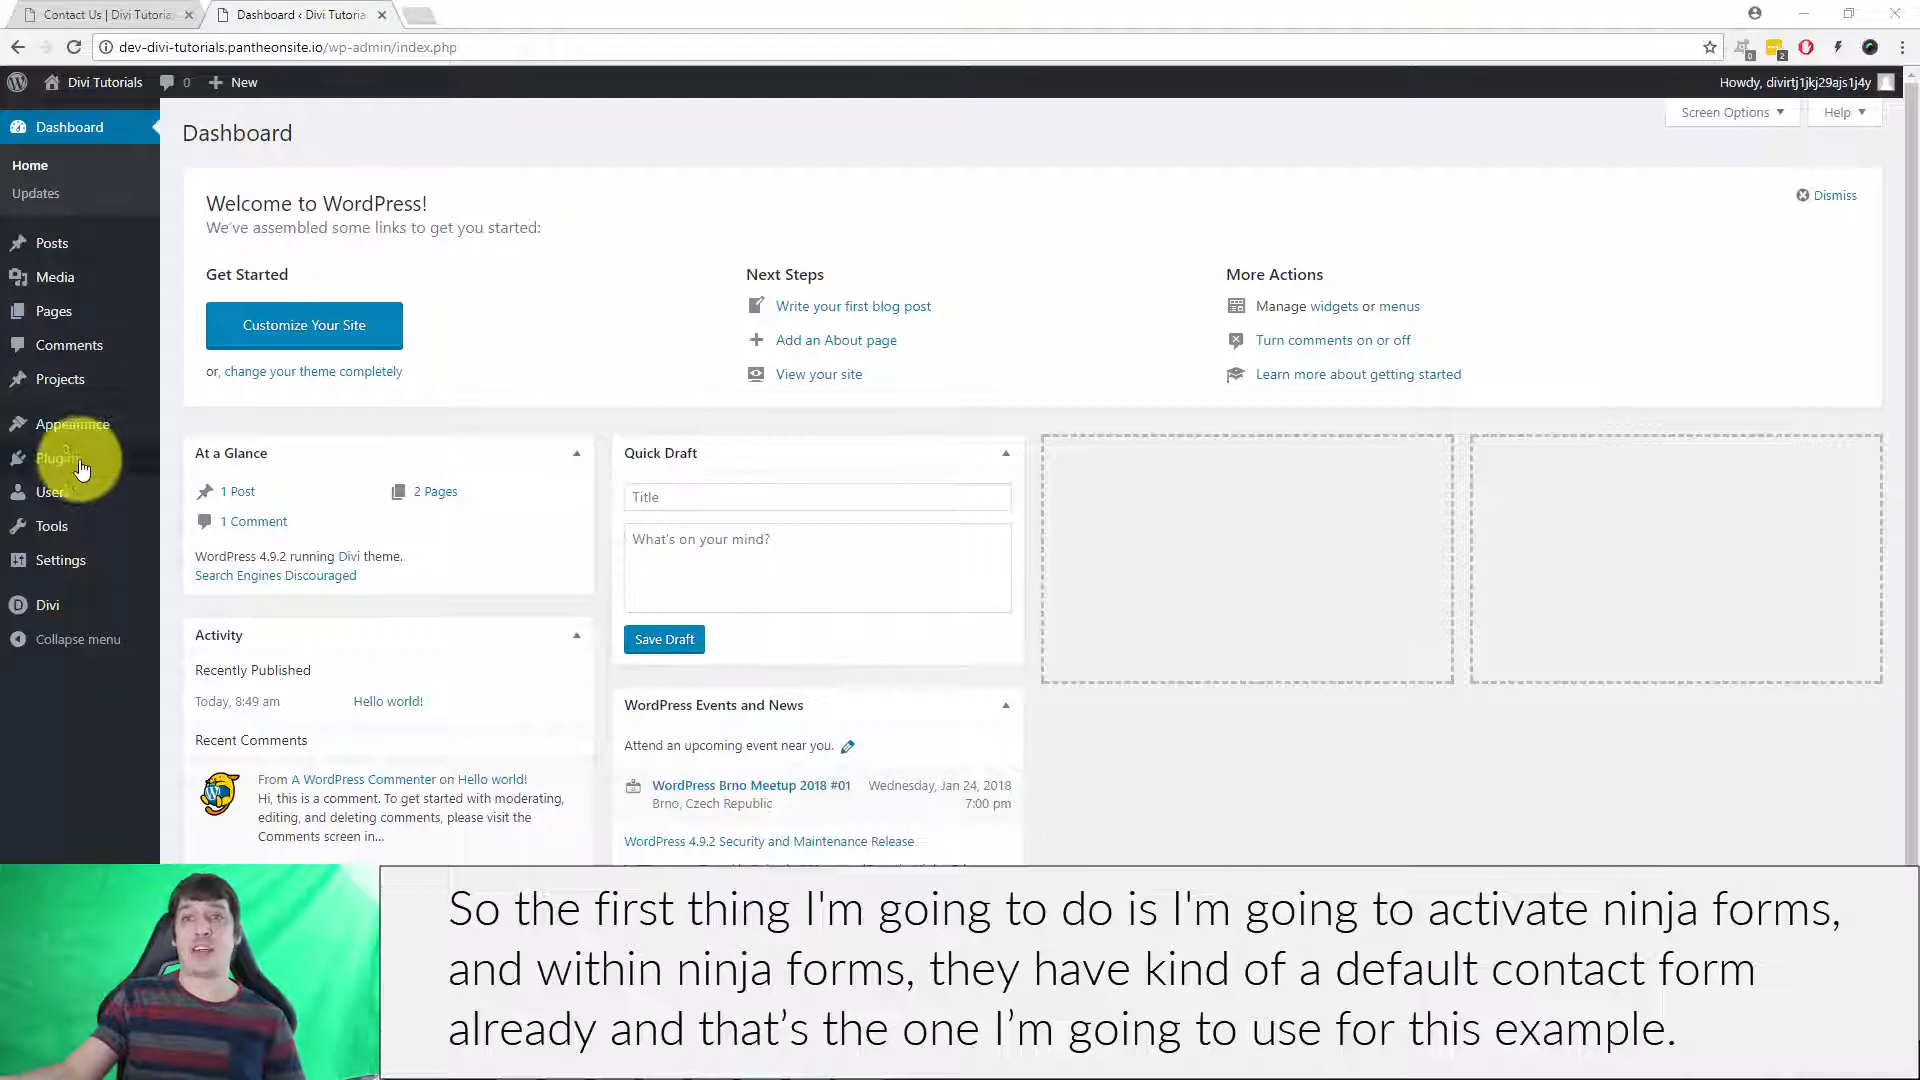 Contact Us | Divi Tutoria
Dashboard ‹ Divi Tutoria
dev-divi-tutorials.pantheonsite.io/wp-admin/index.php
0
2
Divi Tutorials
0
New
Howdy, divirtj1jkj29ajs1j4y
Dashboard
Home
Updates
Posts
Media
Pages
Comments
Projects
Appearance
Plugins
Users
Tools
Settings
Divi
Collapse menu
Dashboard
Screen Options
Help
Welcome to WordPress!
We've assembled some links to get you started:
Dismiss
Get Started
Customize Your Site
or, change your theme completely
Next Steps
Write your first blog post
Add an About page
View your site
More Actions
Manage widgets or menus
Turn comments on or off
Learn more about getting started
At a Glance
1 Post
2 Pages
1 Comment
WordPress 4.9.2 running Divi theme.
Search Engines Discouraged
Activity
Recently Published
Today, 8:49 am
Hello world!
Recent Comments
From A WordPress Commenter on Hello world!
Hi, this is a comment. To get started with moderating,
editing, and deleting comments, please visit the
Comments screen in...
Quick Draft
Title
What's on your mind?
Save Draft
WordPress Events and News
Attend an upcoming event near you.
WordPress Brno Meetup 2018 #01
Wednesday, Jan 24, 2018
Brno, Czech Republic
7:00 pm
WordPress 4.9.2 Security and Maintenance Release
So the first thing I'm going to do is I'm going to activate ninja forms,
and within ninja forms, they have kind of a default contact form
already and that’s the one I’m going to use for this example.